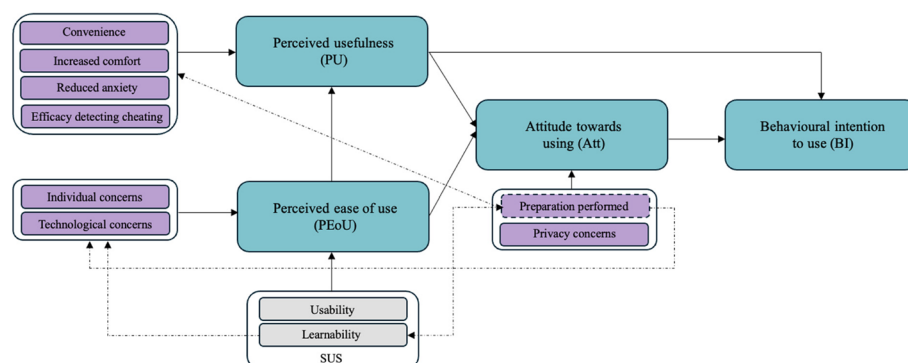 Convenience
Increased comfort
Reduced anxiety
Efficacy detecting cheating
Perceived usefulness
(PU)
Attitude towards
using (Att)
Behavioural intention
to use (BI)
Individual concerns
Technological concerns
Perceived ease of use
(PEoU)
Preparation performed
Privacy concerns
Usability
Learnability
SUS